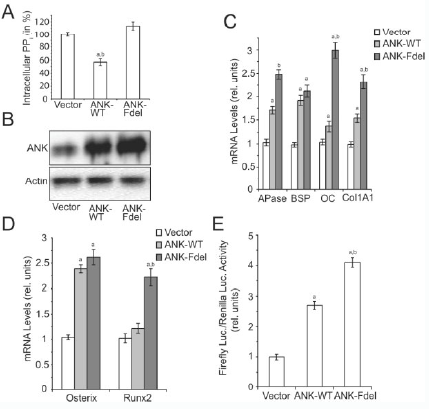 A
Intracellular PPi (in %)
120
100
80
60
40
20
0
a,b
Vector
ANK-
WT
ANK-
Fdel
B
ANK
Actin
Vector
ANK-
WT
ANK-
Fdel
C
Vector
ANK-WT
ANK-Fdel
mRNA Levels (rel. units)
3
2.5
2
1.5
1
0.5
0
a
b
a
a
a
a,b
a
a,b
APase
BSP
OC
Col1A1
D
Vector
ANK-WT
ANK-Fdel
mRNA Levels (rel. units)
3
2.5
2
1.5
1
0.5
0
a
a
a,b
Osterix
Runx2
E
Firefly Luc./Renilla Luc. Activity
(rel. units)
5
4
3
2
1
0
a
a,b
Vector
ANK-WT
ANK-Fdel